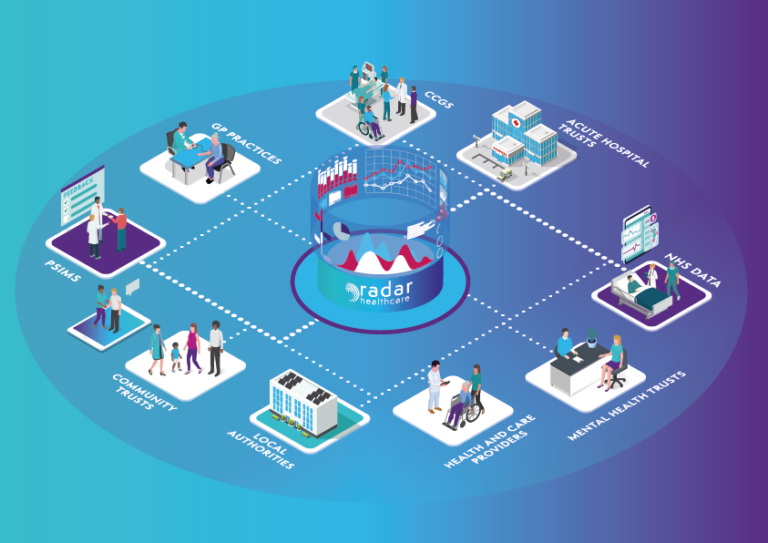 CCGS
GP PRACTICES
ACUTE HOSPITAL
TRUSTS
FEEDBACK
PSIMS
NHS DATA
radar
healthcare
COMMUNITY
TRUSTS
LOCAL
AUTHORITIES
HEALTH AND CARE
PROVIDERS
MENTAL HEALTH TRUSTS